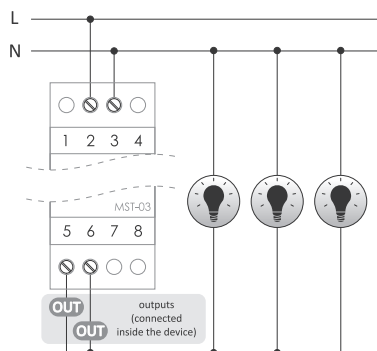 L
N
1 2 3 4
MST-03
5 6 7 8
OUT
OUT
outputs
(connected
inside the device)